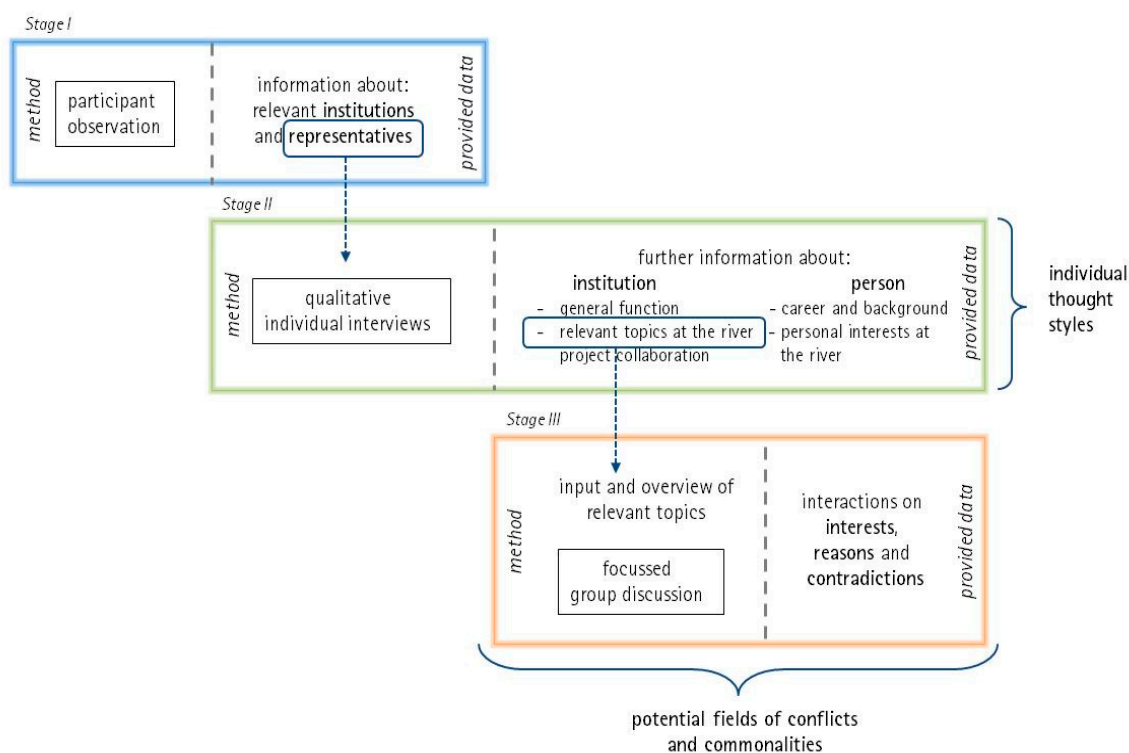 Stage I
method
participant
observation
information about:
relevant institutions
and representatives
provided data
Stage II
method
qualitative
individual interviews
further information about:
institution
- general function
- relevant topics at the river
project collaboration
person
- career and background
- personal interests at
the river
provided data
individual
thought
styles
Stage III
method
input and overview of
relevant topics
focussed
group discussion
interactions on
interests,
reasons and
contradictions
provided data
potential fields of conflicts
and commonalities